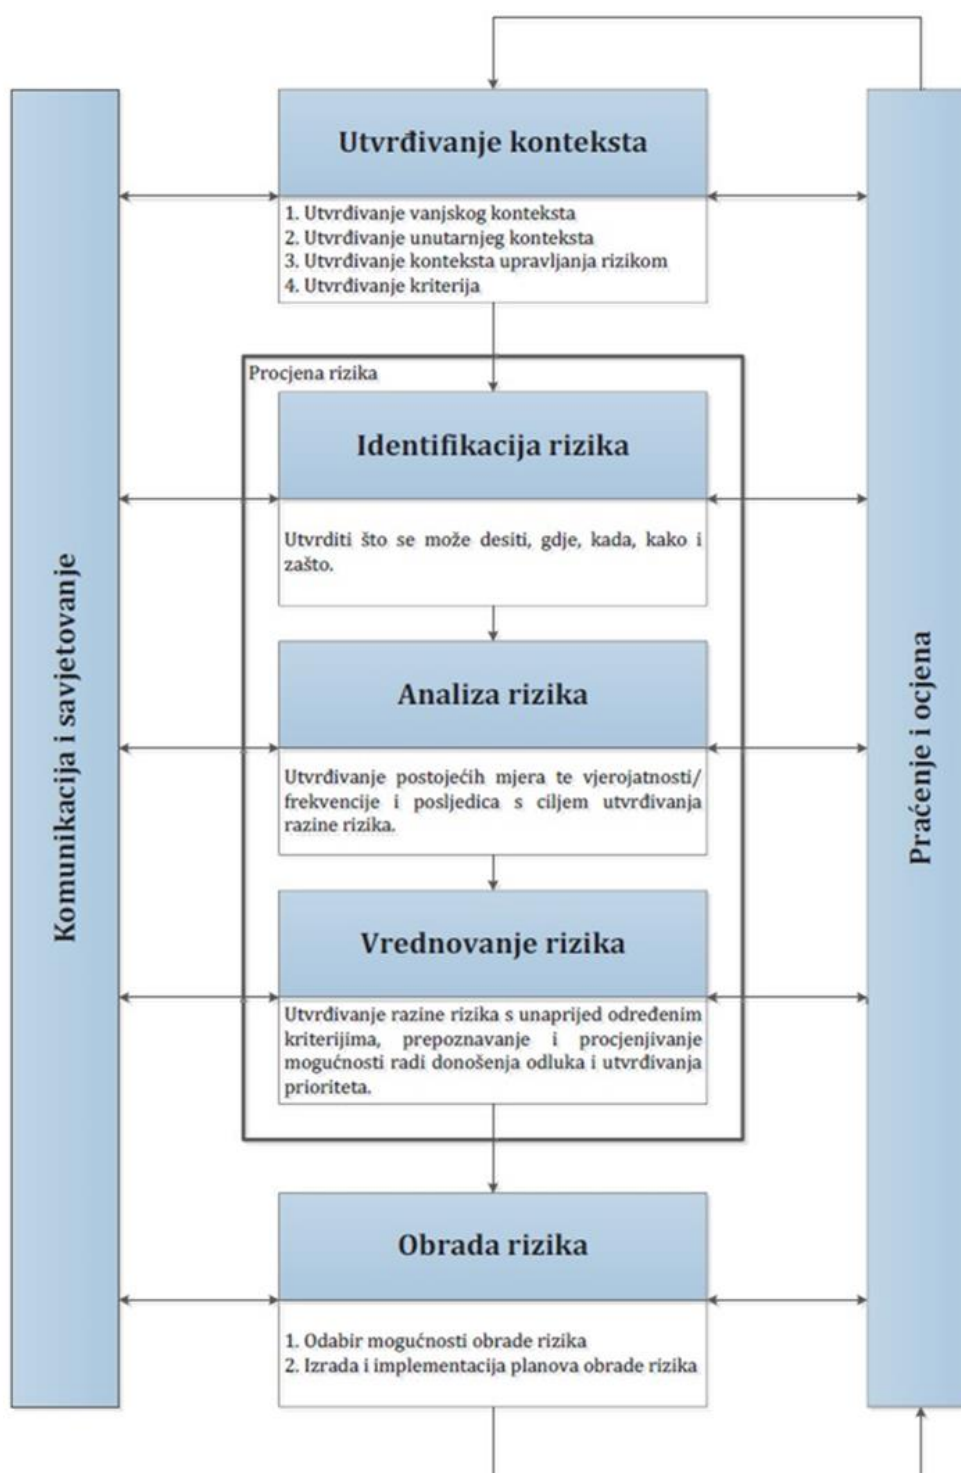 Utvrđivanje konteksta
1. Utvrđivanje vanjskog konteksta
2. Utvrđivanje unutarnjeg konteksta
3. Utvrđivanje konteksta upravljanja rizikom
4. Utvrđivanje kriterija
Procjena rizika
Identifikacija rizika
Utvrditi što se može desiti, gdje, kada, kako i
zašto.
Analiza rizika
Utvrđivanje postojećih mjera te vjerojatnosti/
frekvencije i posljedica s ciljem utvrđivanja
razine rizika.
Vrednovanje rizika
Utvrđivanje razine rizika s unaprijed određenim
kriterijima, prepoznavanje i procjenjivanje
mogućnosti radi donošenja odluka i utvrđivanja
prioriteta.
Obrada rizika
1. Odabir mogućnosti obrade rizika
2. Izrada i implementacija planova obrade rizika
Komunikacija i savjetovanje
Praćenje i ocjena